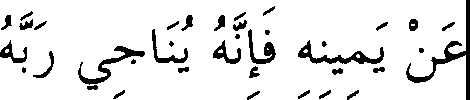 عَنْ يَمِينِهِ فَإِنَّهُ يُنَاجِي رَبَّهُ